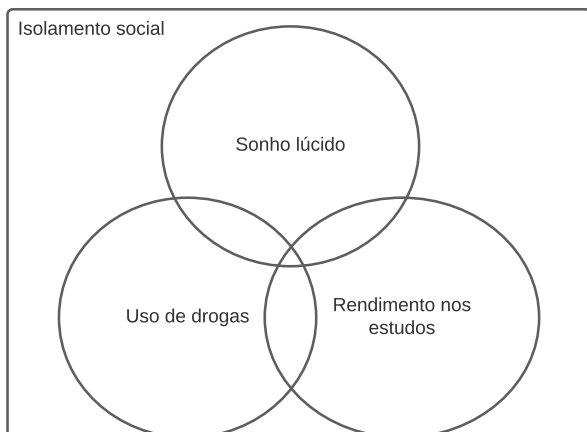 Isolamento social
Sonho lúcido
Uso de drogas
Rendimento nos
estudos